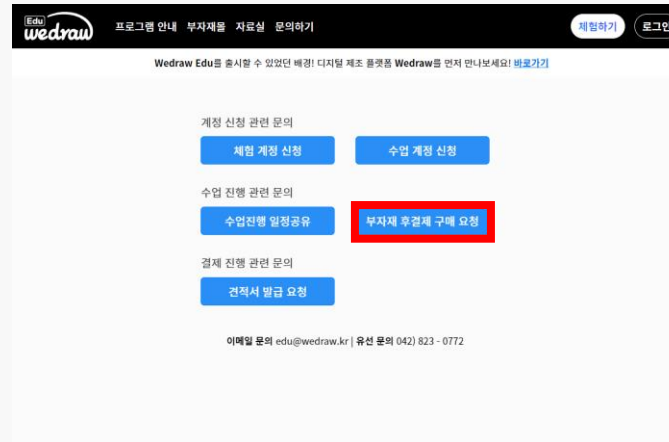 Edu
wedraw
프로그램 안내 부자재몰 자료실 문의하기
체험하기
로그인
Wedraw Edu를 출시할 수 있었던 배경! 디지털 제조 플랫폼 Wedraw를 먼저 만나보세요! 바로가기
계정 신청 관련 문의
체험 계정 신청
수업 계정 신청
수업 진행 관련 문의
수업진행 일정공유
부자재 후결제 구매 요청
결제 진행 관련 문의
견적서 발급 요청
이메일 문의 edu@wedraw.kr | 유선 문의 042) 823 - 0772